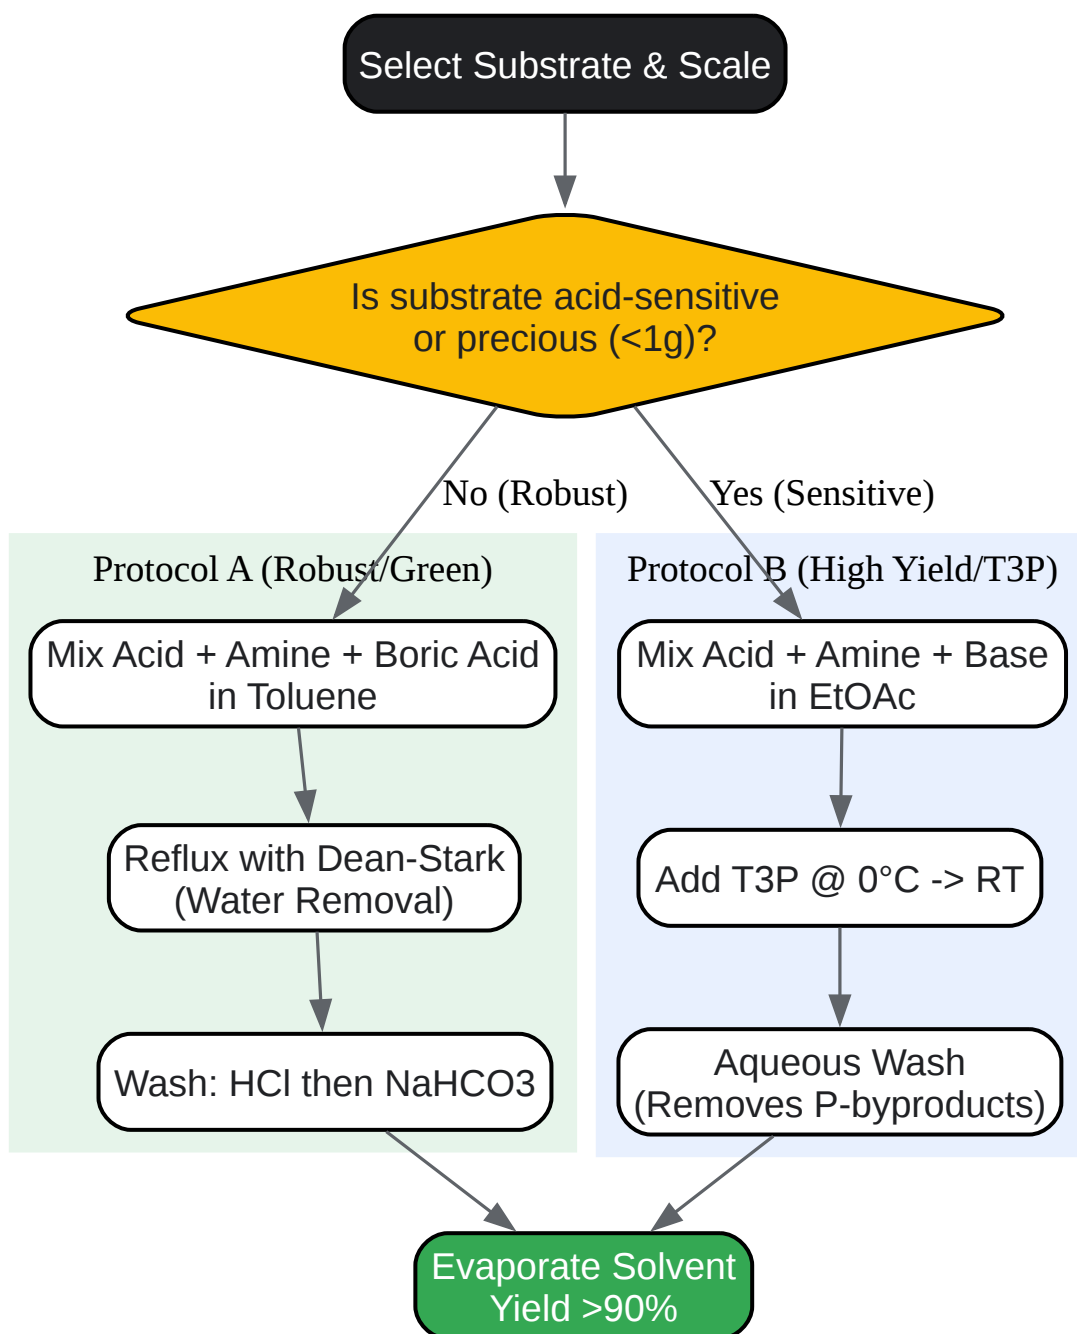 Select Substrate & Scale
Is substrate acid-sensitive
or precious (<1g)?
No (Robust)
Yes (Sensitive)
Protocol A (Robust/Green)
Mix Acid + Amine + Boric Acid
in Toluene
Reflux with Dean-Stark
(Water Removal)
Wash: HCl then NaHCO3
Protocol B (High Yield/T3P)
Mix Acid + Amine + Base
in EtOAc
Add T3P @ 0°C -> RT
Aqueous Wash
(Removes P-byproducts)
Evaporate Solvent
Yield >90%